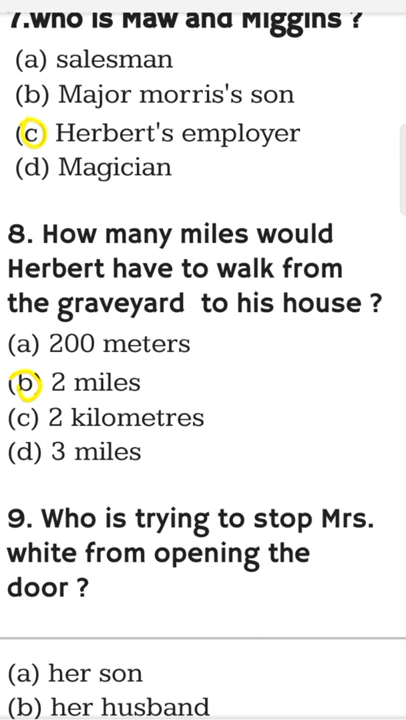 7.Who is Maw and Miggins ?
(a) salesman
(b) Major morris's son
(c) Herbert's employer
(d) Magician
8. How many miles would
Herbert have to walk from
the graveyard to his house ?
(a) 200 meters
(b) 2 miles
(c) 2 kilometres
(d) 3 miles
9. Who is trying to stop Mrs.
white from opening the
door ?
(a) her son
(b) her husband